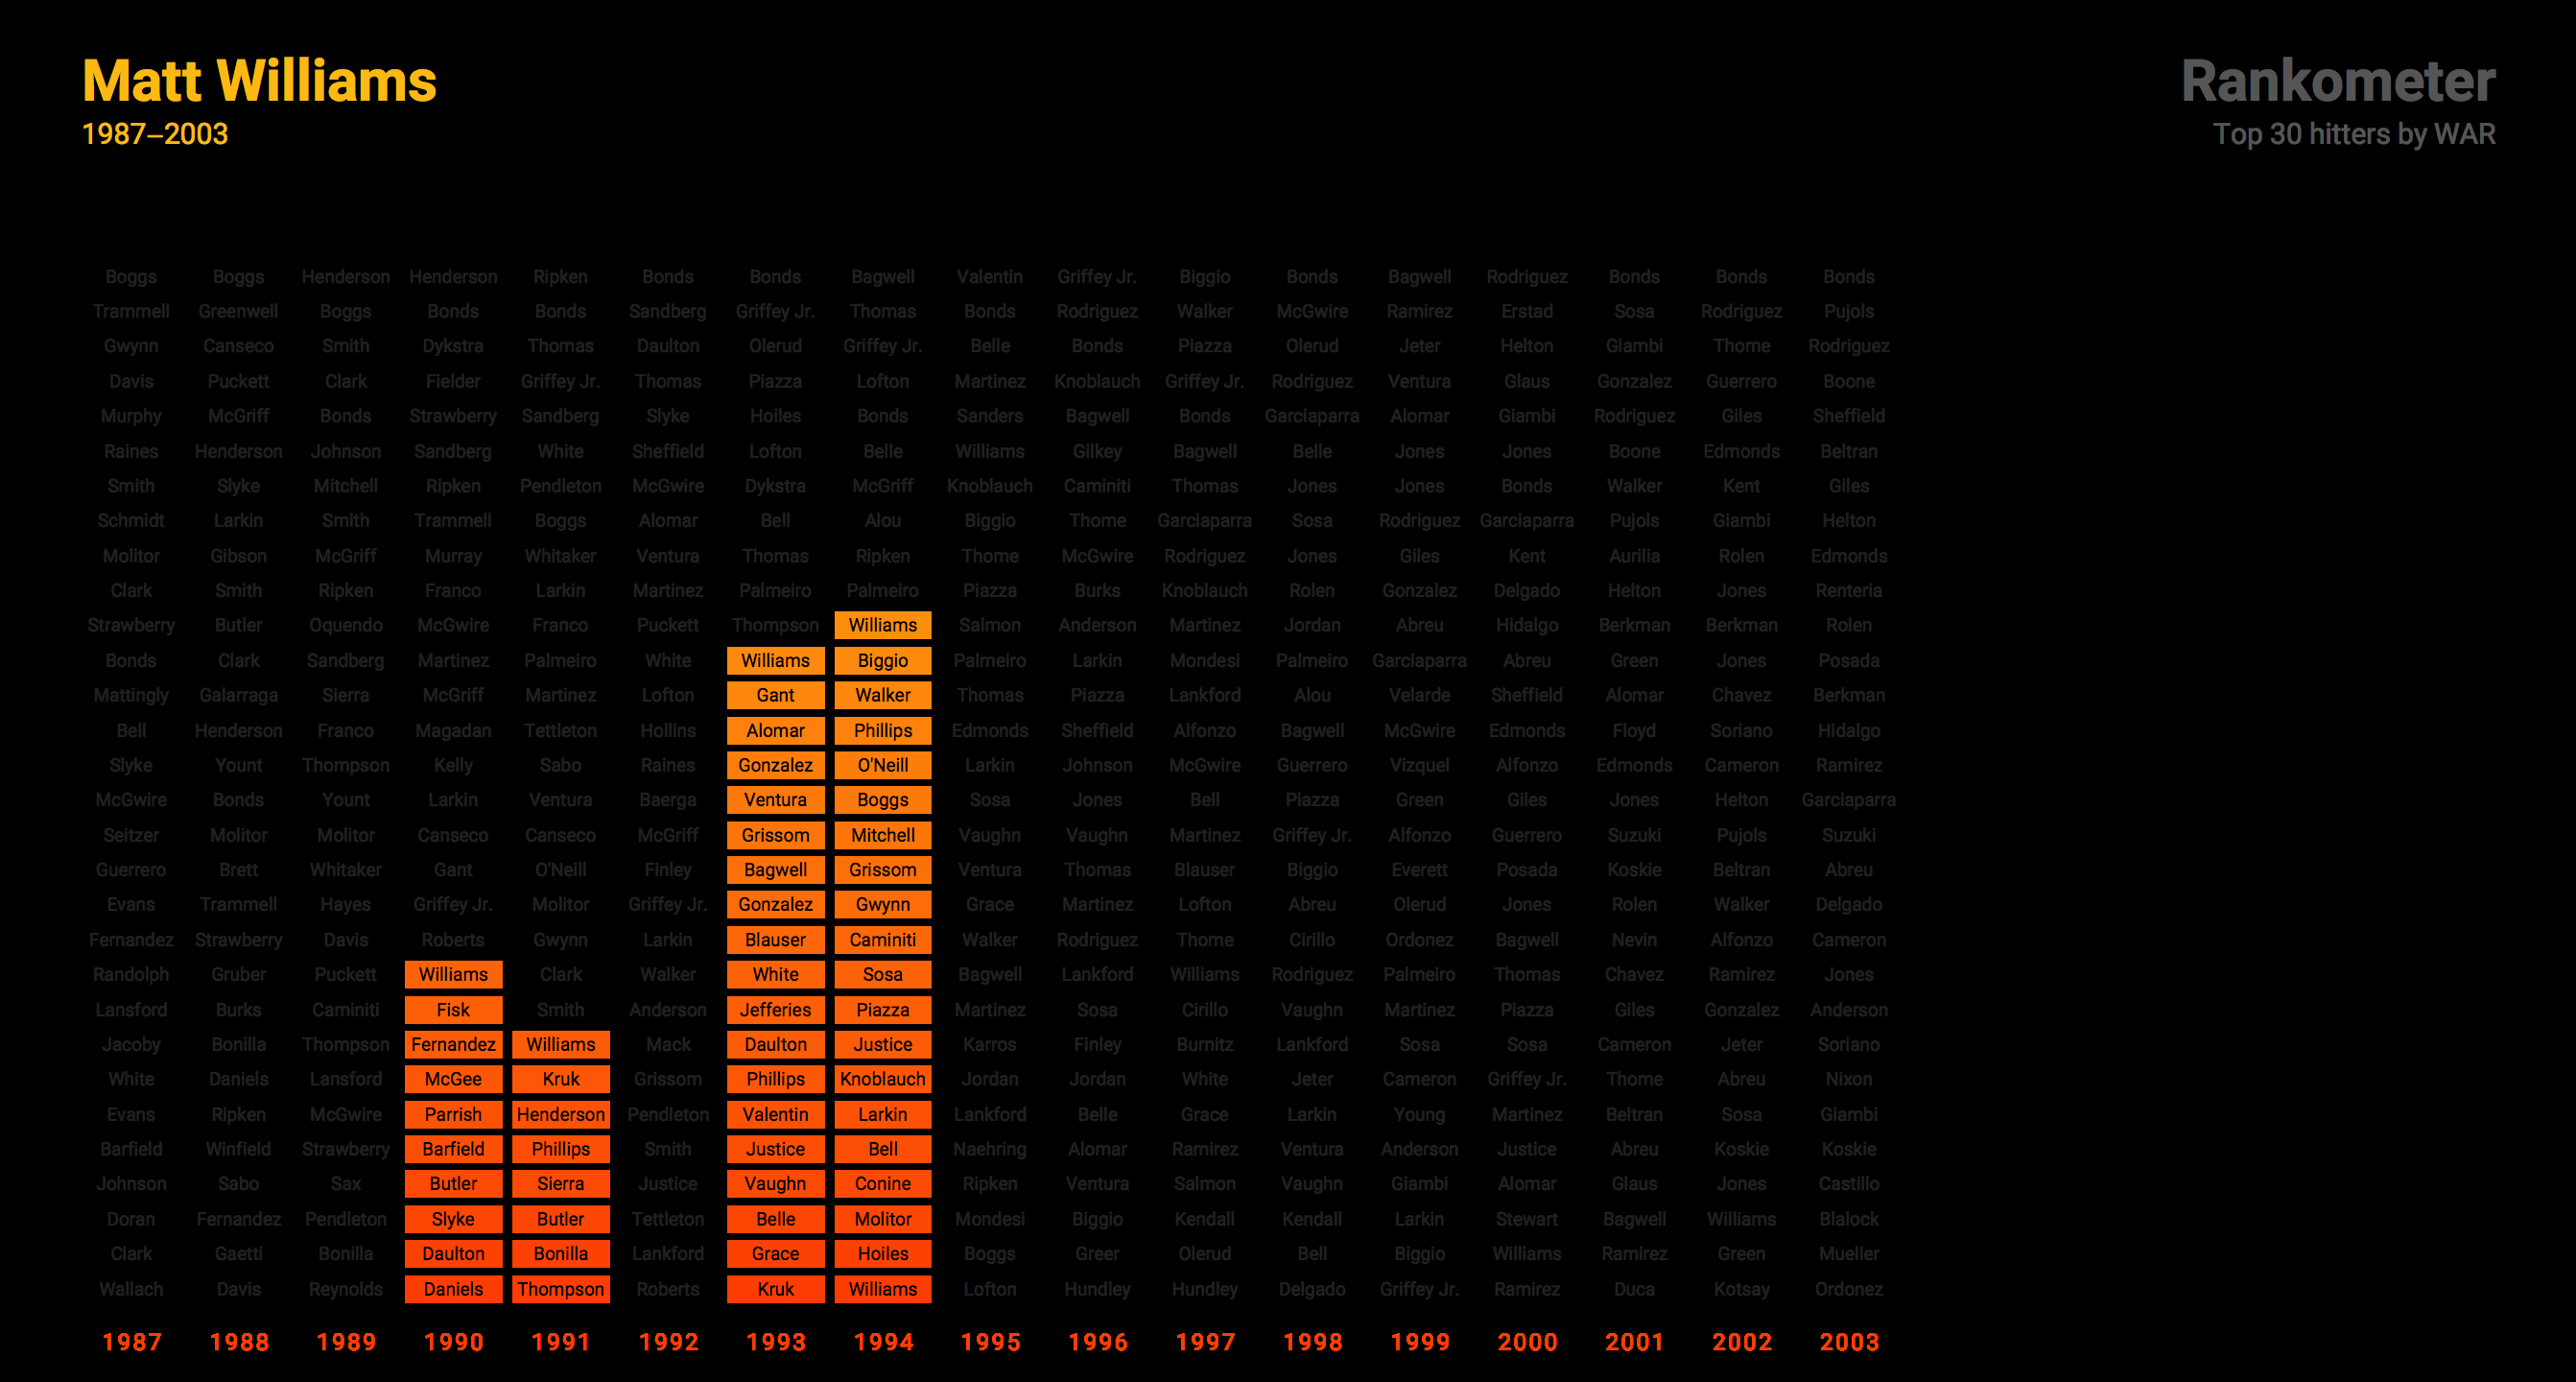 Matt Williams
1987–2003
Rankometer
Top 30 hitters by WAR
Boggs Boggs Henderson Henderson Ripken Bonds Bonds Bagwell Valentin Griffey Jr. Biggio Bonds Bagwell Rodriguez Bonds Bonds Bonds
Trammell Greenwell Boggs Bonds Bonds Sandberg Griffey Jr. Thomas Bonds Rodriguez Walker McGwire Ramirez Erstad Sosa Rodriguez Pujols
Gwynn Canseco Smith Dykstra Thomas Daulton Olerud Griffey Jr. Belle Bonds Piazza Olerud Jeter Helton Giambi Thome Rodriguez
Davis Puckett Clark Fielder Griffey Jr. Thomas Piazza Lofton Martinez Knoblauch Griffey Jr. Rodriguez Ventura Glaus Gonzalez Guerrero Boone
Murphy McGriff Bonds Strawberry Sandberg Slyke Hoiles Bonds Sanders Bagwell Bonds Garciaparra Alomar Giambi Rodriguez Giles Sheffield
Raines Henderson Johnson Sandberg White Sheffield Lofton Belle Williams Gilkey Bagwell Belle Jones Jones Boone Edmonds Beltran
Smith Slyke Mitchell Ripken Pendleton McGwire Dykstra McGriff Knoblauch Caminiti Thomas Jones Jones Bonds Walker Kent Giles
Schmidt Larkin Smith Trammell Boggs Alomar Bell Alou Biggio Thome Garciaparra Sosa Rodriguez Garciaparra Pujols Giambi Helton
Molitor Gibson McGriff Murray Whitaker Ventura Thomas Ripken Thome McGwire Rodriguez Jones Giles Kent Aurilia Rolen Edmonds
Clark Smith Ripken Franco Larkin Martinez Palmeiro Palmeiro Piazza Burks Knoblauch Rolen Gonzalez Delgado Helton Jones Renteria
Strawberry Butler Oquendo McGwire Franco Puckett Thompson Williams Salmon Anderson Martinez Jordan Abreu Hidalgo Berkman Berkman Rolen
Bonds Clark Sandberg Martinez Palmeiro White Williams Biggio Palmeiro Larkin Mondesi Palmeiro Garciaparra Abreu Green Jones Posada
Mattingly Galarraga Sierra McGriff Martinez Lofton Gant Walker Thomas Piazza Lankford Alou Velarde Sheffield Alomar Chavez Berkman
Bell Henderson Franco Magadan Tettleton Hollins Alomar Phillips Edmonds Sheffield Alfonzo Bagwell McGwire Edmonds Floyd Soriano Hidalgo
Slyke Yount Thompson Kelly Sabo Raines Gonzalez O'Neill Larkin Johnson McGwire Guerrero Vizquel Alfonzo Edmonds Cameron Ramirez
McGwire Bonds Yount Larkin Ventura Baerga Ventura Boggs Sosa Jones Bell Piazza Green Giles Jones Helton Garciaparra
Seitzer Molitor Molitor Canseco Canseco McGriff Grissom Mitchell Vaughn Vaughn Martinez Griffey Jr. Alfonzo Guerrero Suzuki Pujols Suzuki
Guerrero Brett Whitaker Gant O'Neill Finley Bagwell Grissom Ventura Thomas Blauser Biggio Everett Posada Koskie Beltran Abreu
Evans Trammell Hayes Griffey Jr. Molitor Griffey Jr. Gonzalez Gwynn Grace Martinez Lofton Abreu Olerud Jones Rolen Walker Delgado
Fernandez Strawberry Davis Roberts Gwynn Larkin Blauser Caminiti Walker Rodriguez Thome Cirillo Ordonez Bagwell Nevin Alfonzo Cameron
Randolph Gruber Puckett Williams Clark Walker White Sosa Bagwell Lankford Williams Rodriguez Palmeiro Thomas Chavez Ramirez Jones
Lansford Burks Caminiti Fisk Smith Anderson Jefferies Piazza Martinez Sosa Cirillo Vaughn Martinez Piazza Giles Gonzalez Anderson
Jacoby Bonilla Thompson Fernandez Williams Mack Daulton Justice Karros Finley Burnitz Lankford Sosa Sosa Cameron Jeter Soriano
White Daniels Lansford McGee Kruk Grissom Phillips Knoblauch Jordan Jordan White Jeter Cameron Griffey Jr. Thome Abreu Nixon
Evans Ripken McGwire Parrish Henderson Pendleton Valentin Larkin Lankford Belle Grace Larkin Young Martinez Beltran Sosa Giambi
Barfield Winfield Strawberry Barfield Phillips Smith Justice Bell Naehring Alomar Ramirez Ventura Anderson Justice Abreu Koskie Koskie
Johnson Sabo Sax Butler Sierra Justice Vaughn Conine Ripken Ventura Salmon Vaughn Giambi Alomar Glaus Jones Castillo
Doran Fernandez Pendleton Slyke Butler Tettleton Belle Molitor Mondesi Biggio Kendall Kendall Larkin Stewart Bagwell Williams Blalock
Clark Gaetti Bonilla Daulton Bonilla Lankford Grace Hoiles Boggs Greer Olerud Bell Biggio Williams Ramirez Green Mueller
Wallach Davis Reynolds Daniels Thompson Roberts Kruk Williams Lofton Hundley Hundley Delgado Griffey Jr. Ramirez Duca Kotsay Ordonez
1987 1988 1989 1990 1991 1992 1993 1994 1995 1996 1997 1998 1999 2000 2001 2002 2003